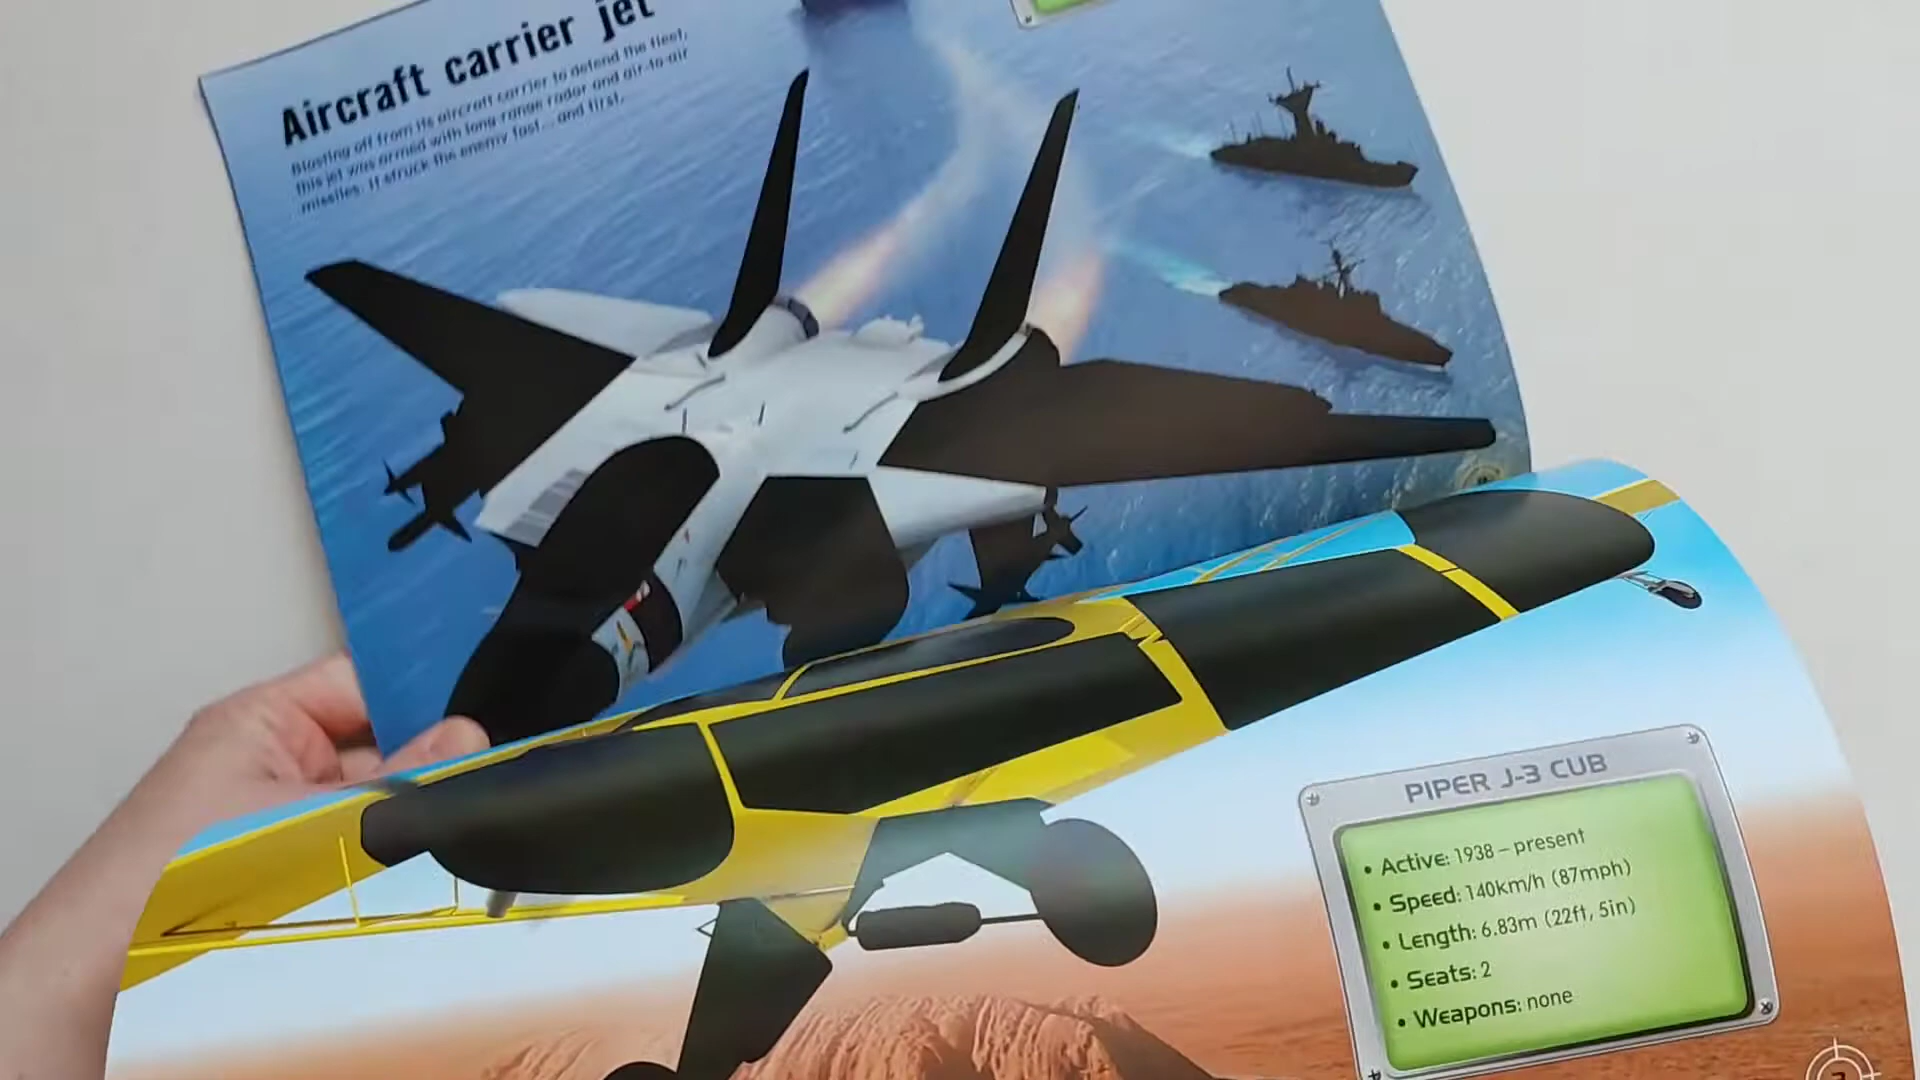 Aircraft carrier jet
Blasting off from its aircraft carrier to defend the fleet,
this jet was armed with long-range radar and air-to-air
missiles. It struck the enemy fast... and first.
PIPER J-3 CUB
• Active: 1938 – present
• Speed: 140km/h (87mph)
• Length: 6.83m (22ft, 5in)
• Seats: 2
• Weapons: none